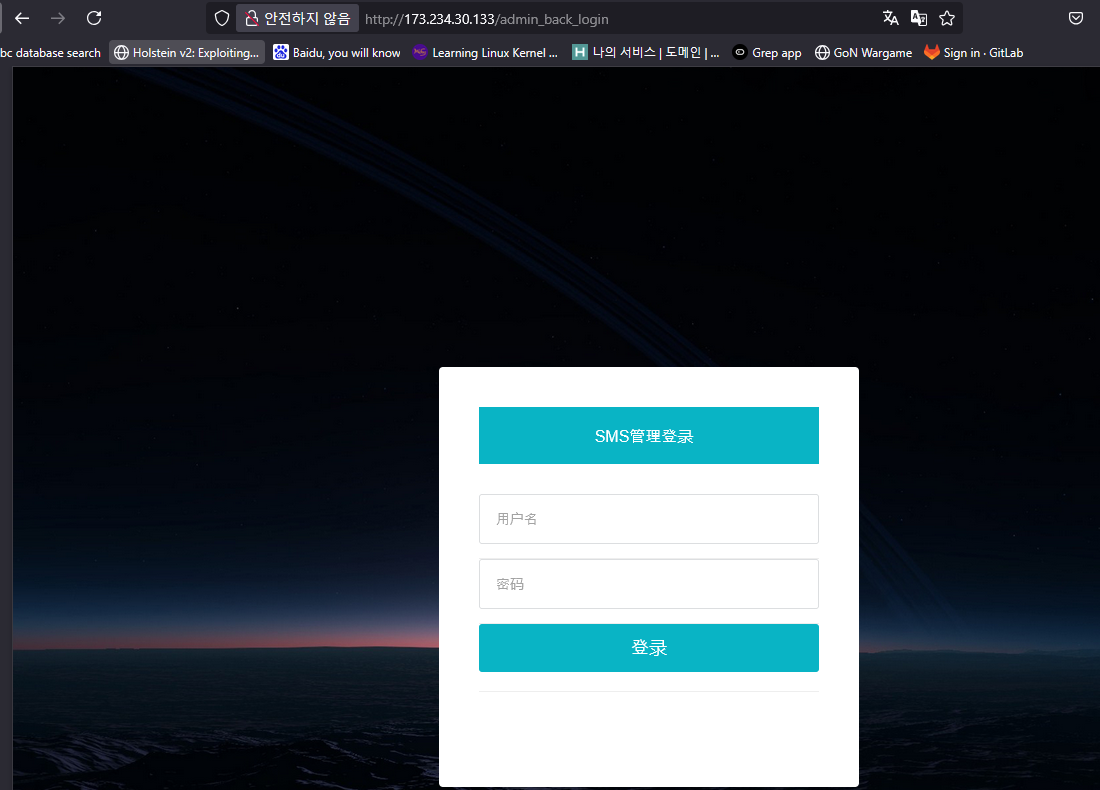 안전하지 않음 http://173.234.30.133/admin_back_login
bc database search Holstein v2: Exploiting... Baidu, you will know Learning Linux Kernel ... 나의 서비스 | 도메인 | ... Grep app GoN Wargame Sign in · GitLab
SMS管理登录
用户名
密码
登录